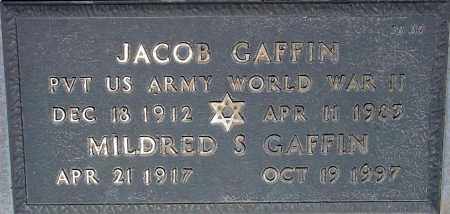 JACOB GAFFIN
PVT US ARMY WORLD WAR II
DEC 18 1912 ✡ APR 11 1983
MILDRED S GAFFIN
APR 21 1917 OCT 19 1997